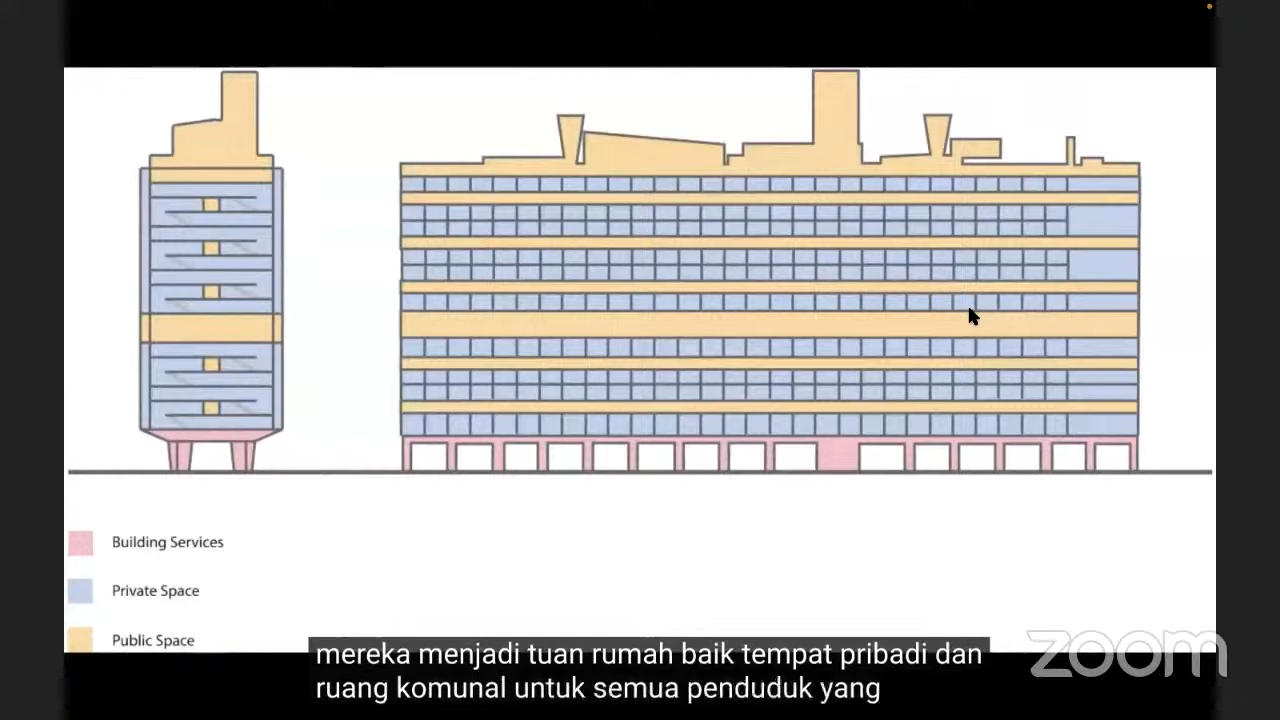 Building Services
Private Space
Public Space
mereka menjadi tuan rumah baik tempat pribadi dan
ruang komunal untuk semua penduduk yang
zoom